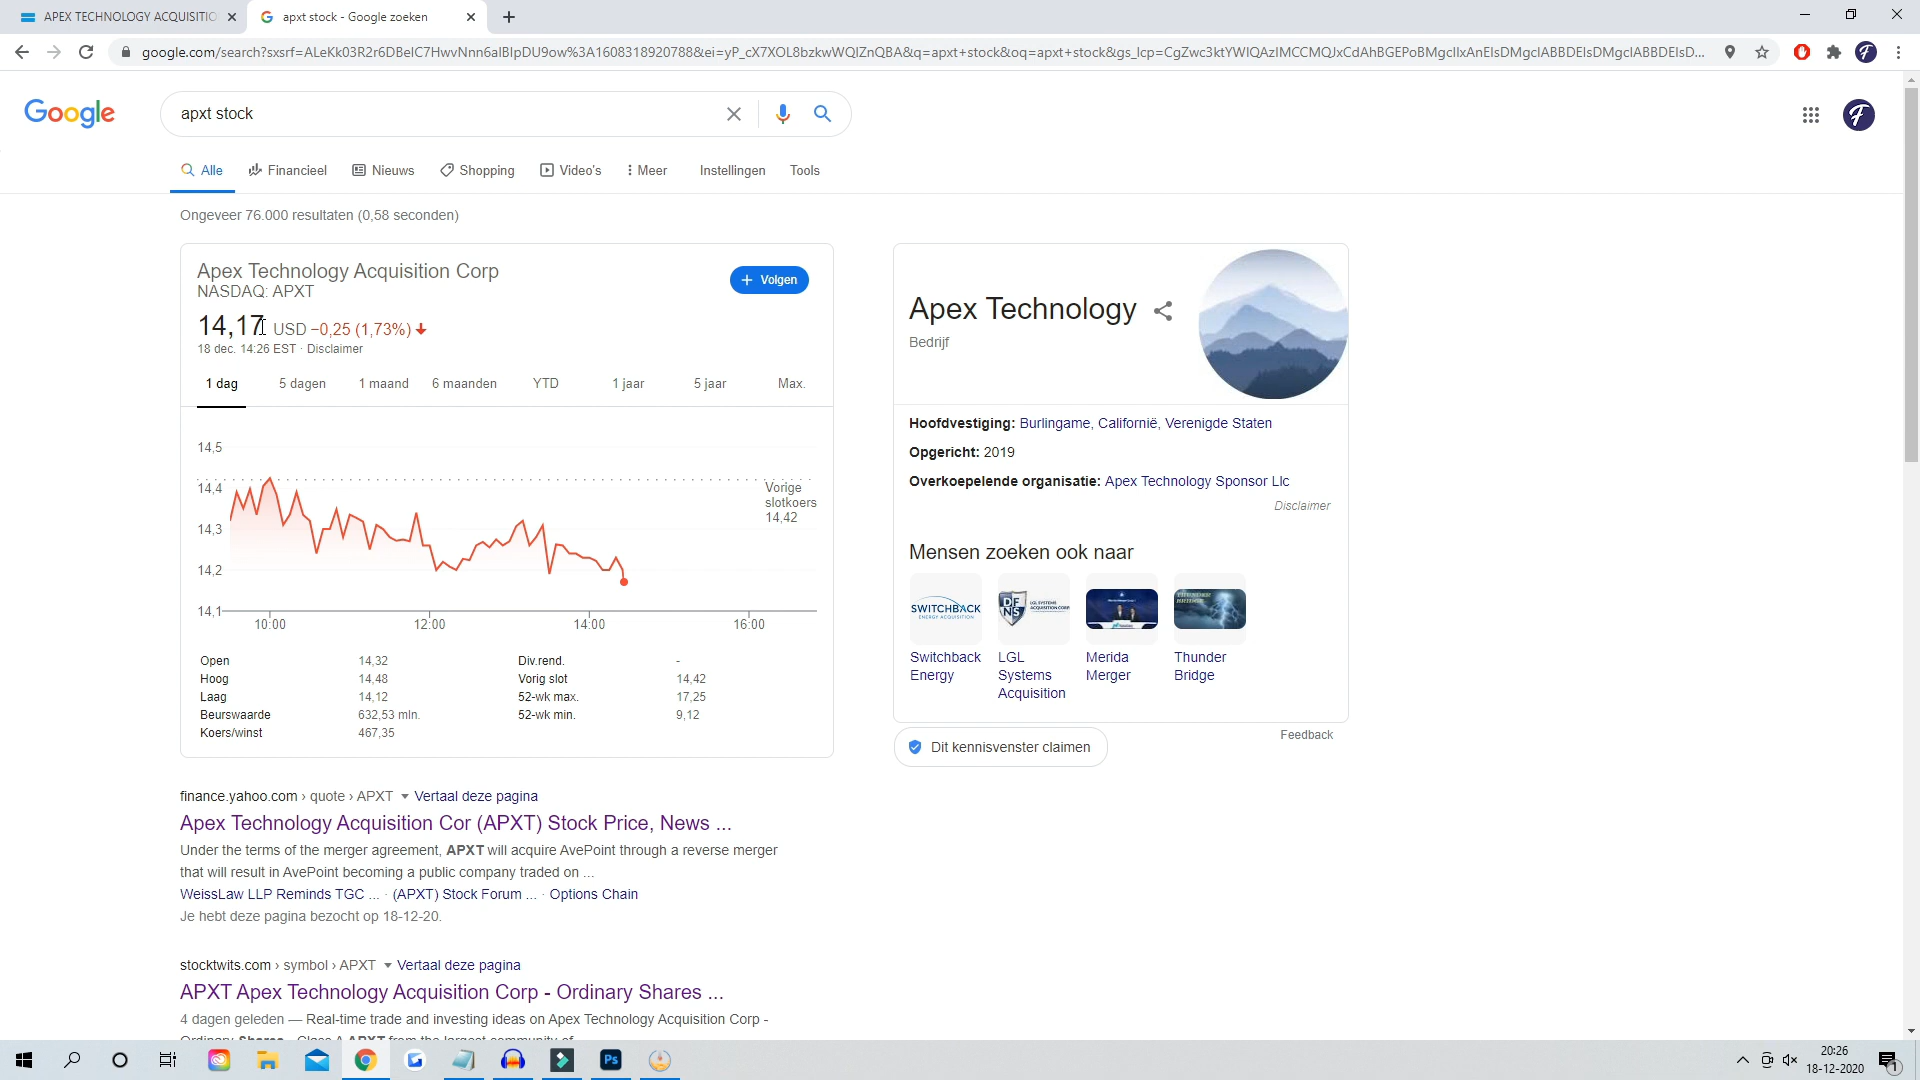 APEX TECHNOLOGY ACQUISITIO
apxt stock - Google zoeken
google.com/search?sxsrf=ALeKk03R2r6DBelC7HwvNnn6alBIpDU9ow%3A1608318920788&ei=yP_cX7XOL8bzkwWQIZnQBA&q=apxt+stock&oq=apxt+stock&gs_lcp=CgZwc3ktYWIQAzIMCCMQJxCdAhBGEPoBMgcIIxAnEIsDMgcIABBDEIsDMgcIABBDEIsD...
Google
apxt stock
Alle Financieel Nieuws Shopping Video's Meer Instellingen Tools
Ongeveer 76.000 resultaten (0,58 seconden)
Apex Technology Acquisition Corp
NASDAQ: APXT
+ Volgen
14,17 USD −0,25 (1,73%)
18 dec. 14:26 EST · Disclaimer
1 dag 5 dagen 1 maand 6 maanden YTD 1 jaar 5 jaar Max.
14,5
14,4
14,3
14,2
14,1
Vorige
slotkoers
14,42
10:00 12:00 14:00 16:00
Open 14,32 Div.rend. -
Hoog 14,48 Vorig slot 14,42
Laag 14,12 52-wk max. 17,25
Beurswaarde 632,53 mln. 52-wk min. 9,12
Koers/winst 467,35
finance.yahoo.com › quote › APXT Vertaal deze pagina
Apex Technology Acquisition Cor (APXT) Stock Price, News ...
Under the terms of the merger agreement, APXT will acquire AvePoint through a reverse merger
that will result in AvePoint becoming a public company traded on ...
WeissLaw LLP Reminds TGC ... · (APXT) Stock Forum ... · Options Chain
Je hebt deze pagina bezocht op 18-12-20.
stocktwits.com › symbol › APXT Vertaal deze pagina
APXT Apex Technology Acquisition Corp - Ordinary Shares ...
4 dagen geleden — Real-time trade and investing ideas on Apex Technology Acquisition Corp -
Apex Technology
Bedrijf
Hoofdvestiging: Burlingame, Californië, Verenigde Staten
Opgericht: 2019
Overkoepelende organisatie: Apex Technology Sponsor Llc
Disclaimer
Mensen zoeken ook naar
SWITCHBACK
ENERGY ACQUISITION
DFNS
LGL SYSTEMS
ACQUISITION CORP
THUNDER
BRIDGE
Switchback
Energy
LGL
Systems
Acquisition
Merida
Merger
Thunder
Bridge
Feedback
Dit kennisvenster claimen
Ps
20:26
18-12-2020
1